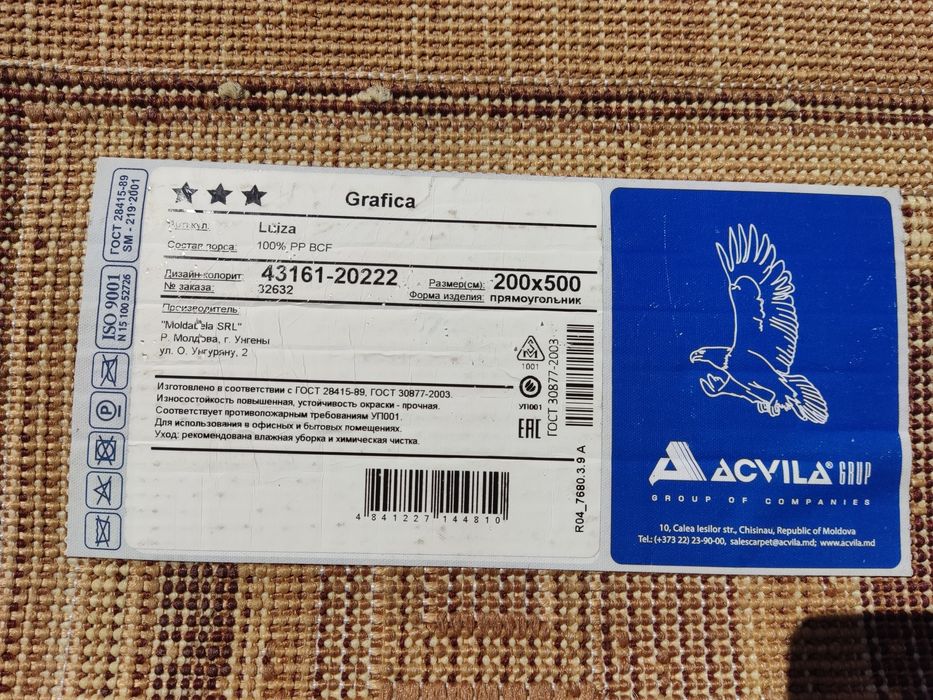 ГОСТ 28415-89
SM - 219:2001
ISO 9001
N 15 100 52726
Grafica
Артикул: Luiza
Состав ворса: 100% PP BCF
Дизайн-колорит: 43161-20222
№ заказа: 32632
Размер(см): 200x500
Форма изделия: прямоугольник
Производитель:
"Moldabela SRL"
Р. Молдова, г. Унгены
ул. О. Унгуряну, 2
1001
УП001
EAC
ГОСТ 30877-2003
Изготовлено в соответствии с ГОСТ 28415-89, ГОСТ 30877-2003.
Износостойкость повышенная, устойчивость окраски - прочная.
Соответствует противопожарным требованиям УП001.
Для использования в офисных и бытовых помещениях.
Уход: рекомендована влажная уборка и химическая чистка.
4 841227 144810
R04_7680.3.9 A
P
ACVILA® GRUP
GROUP OF COMPANIES
10, Calea Iesilor str., Chisinau, Republic of Moldova
Tel.: (+373 22) 23-90-00, salescarpet@acvila.md; www.acvila.md